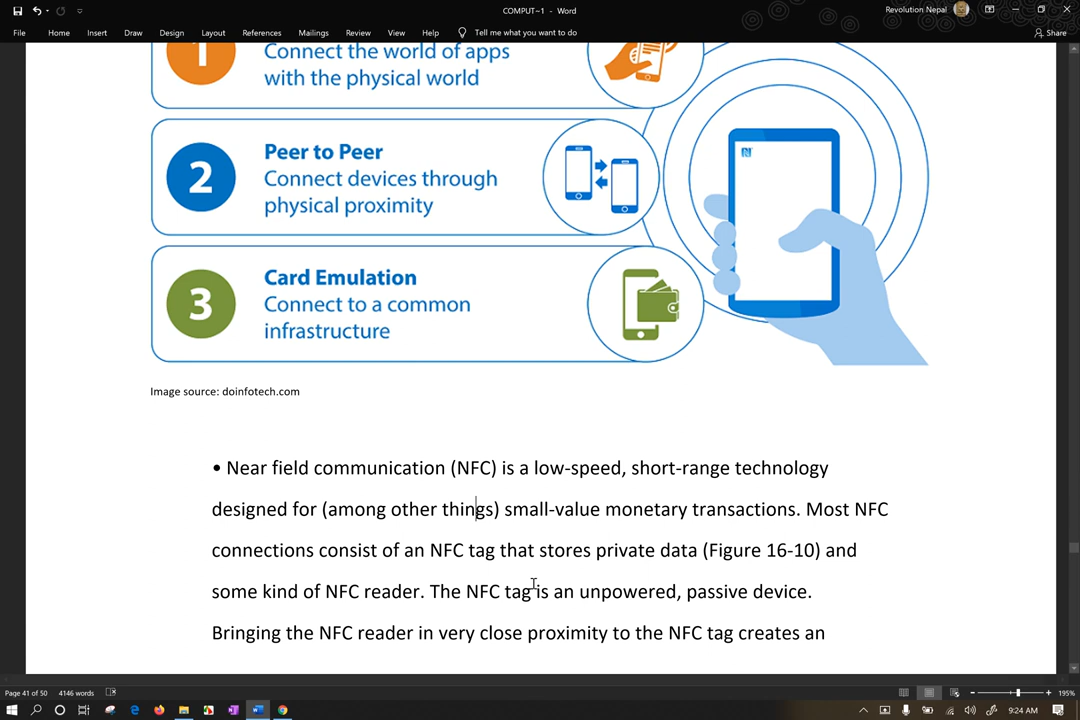 COMPUT~1 - Word
Revolution Nepal
File Home Insert Draw Design Layout References Mailings Review View Help Tell me what you want to do Share
1
Connect the world of apps
with the physical world
2
Peer to Peer
Connect devices through
physical proximity
3
Card Emulation
Connect to a common
infrastructure
Image source: doinfotech.com
• Near field communication (NFC) is a low-speed, short-range technology
designed for (among other things) small-value monetary transactions. Most NFC
connections consist of an NFC tag that stores private data (Figure 16-10) and
some kind of NFC reader. The NFC tag is an unpowered, passive device.
Bringing the NFC reader in very close proximity to the NFC tag creates an
Page 41 of 50 4146 words 195%
9:24 AM